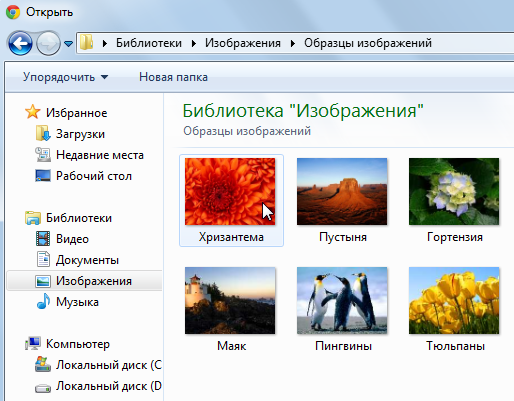 Открыть
Библиотеки Изображения Образцы изображений
Упорядочить Новая папка
Избранное
Загрузки
Недавние места
Рабочий стол
Библиотеки
Видео
Документы
Изображения
Музыка
Компьютер
Локальный диск (C
Локальный диск (D
Библиотека "Изображения"
Образцы изображений
Хризантема Пустыня Гортензия
Маяк Пингвины Тюльпаны